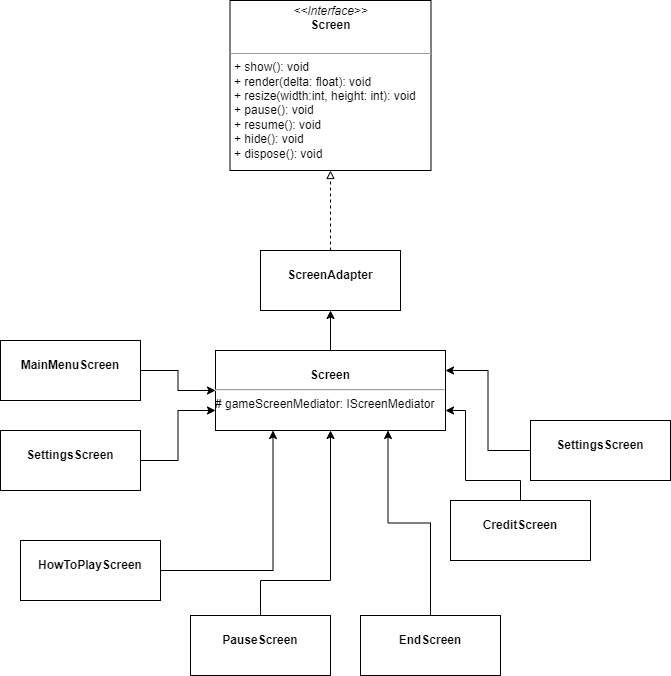 <<Interface>>
Screen
+ show(): void
+ render(delta: float): void
+ resize(width:int, height: int): void
+ pause(): void
+ resume(): void
+ hide(): void
+ dispose(): void
ScreenAdapter
Screen
# gameScreenMediator: IScreenMediator
MainMenuScreen
SettingsScreen
SettingsScreen
CreditScreen
HowToPlayScreen
PauseScreen
EndScreen